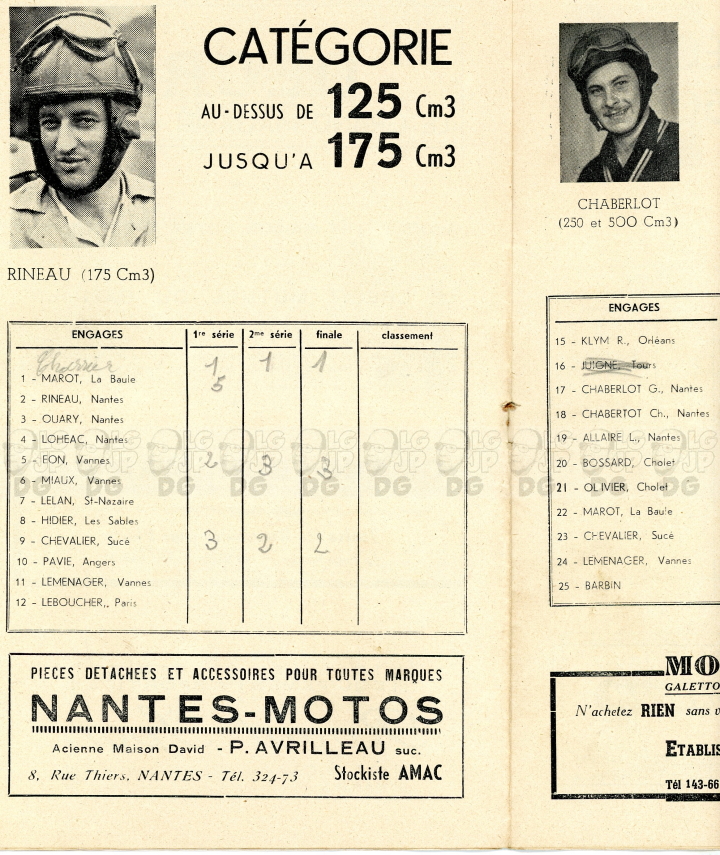 CATÉGORIE
AU-DESSUS DE 125 Cm3
JUSQU'A 175 Cm3
RINEAU (175 Cm3)
ENGAGES 1re série 2me série finale classement
1 1 1
1 - MAROT, La Baule 5
2 - RINEAU, Nantes
3 - OUARY, Nantes
4 - LOHEAC, Nantes
5 - EON, Vannes 2 3 3
6 - MIAUX, Vannes
7 - LELAN, St-Nazaire
8 - HIDIER, Les Sables
9 - CHEVALIER, Sucé 3 2 2
10 - PAVIE, Angers
11 - LEMENAGER, Vannes
12 - LEBOUCHER,, Paris
PIECES DETACHEES ET ACCESSOIRES POUR TOUTES MARQUES
NANTES-MOTOS
Acienne Maison David - P. AVRILLEAU suc.
8, Rue Thiers, NANTES - Tél. 324-73 Stockiste AMAC
CHABERLOT
(250 et 500 Cm3)
ENGAGES
15 - KLYM R., Orléans
16 - JUIGNE, Tours
17 - CHABERLOT G., Nantes
18 - CHABERTOT Ch., Nantes
19 - ALLAIRE L., Nantes
20 - BOSSARD, Cholet
21 - OLIVIER, Cholet
22 - MAROT, La Baule
23 - CHEVALIER, Sucé
24 - LEMENAGER, Vannes
25 - BARBIN
MO
GALETTO
N'achetez RIEN sans v
ETABLIS
Tél 143-66
LG JP DG